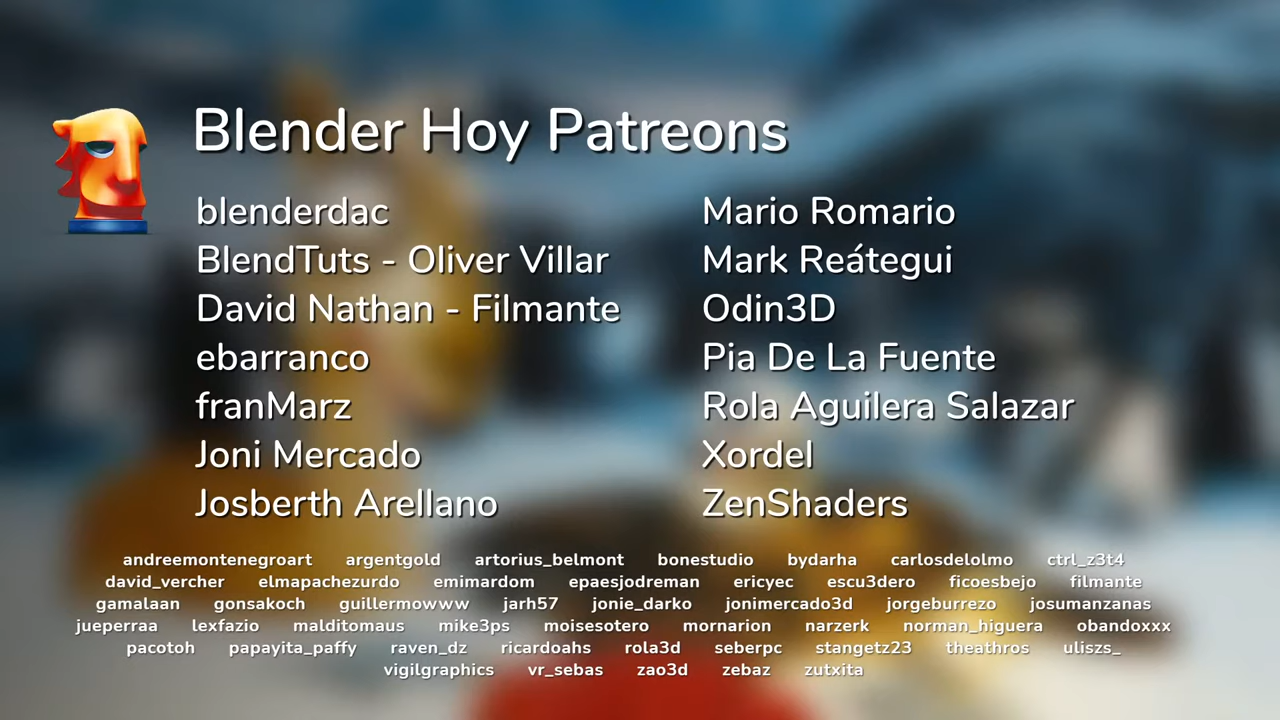 Blender Hoy Patreons
blenderdac
BlendTuts - Oliver Villar
David Nathan - Filmante
ebarranco
franMarz
Joni Mercado
Josberth Arellano
Mario Romario
Mark Reátegui
Odin3D
Pia De La Fuente
Rola Aguilera Salazar
Xordel
ZenShaders
andreemontenegroart argentgold artorius_belmont bonestudio bydarha carlosdelolmo ctrl_z3t4
david_vercher elmapachezurdo emimardom epaesjodreman ericyec escu3dero ficoesbejo filmante
gamalaan gonsakoch guillermowww jarh57 jonie_darko jonimercado3d jorgeburrezo josumanzanas
jueperraa lexfazio malditomaus mike3ps moisesotero mornarion narzerk norman_higuera obandoxxx
pacotoh papayita_paffy raven_dz ricardoahs rola3d seberpc stangetz23 theathros uliszs_
vigilgraphics vr_sebas zao3d zebaz zutxita